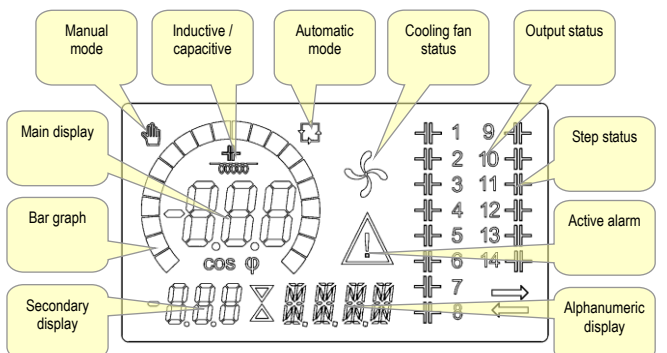 Manual
mode
Inductive /
capacitive
Automatic
mode
Cooling fan
status
Output status
Main display
Bar graph
Secondary
display
Step status
Active alarm
Alphanumeric
display
cos φ
1 9
2 10
3 11
4 12
5 13
6 14
7
8